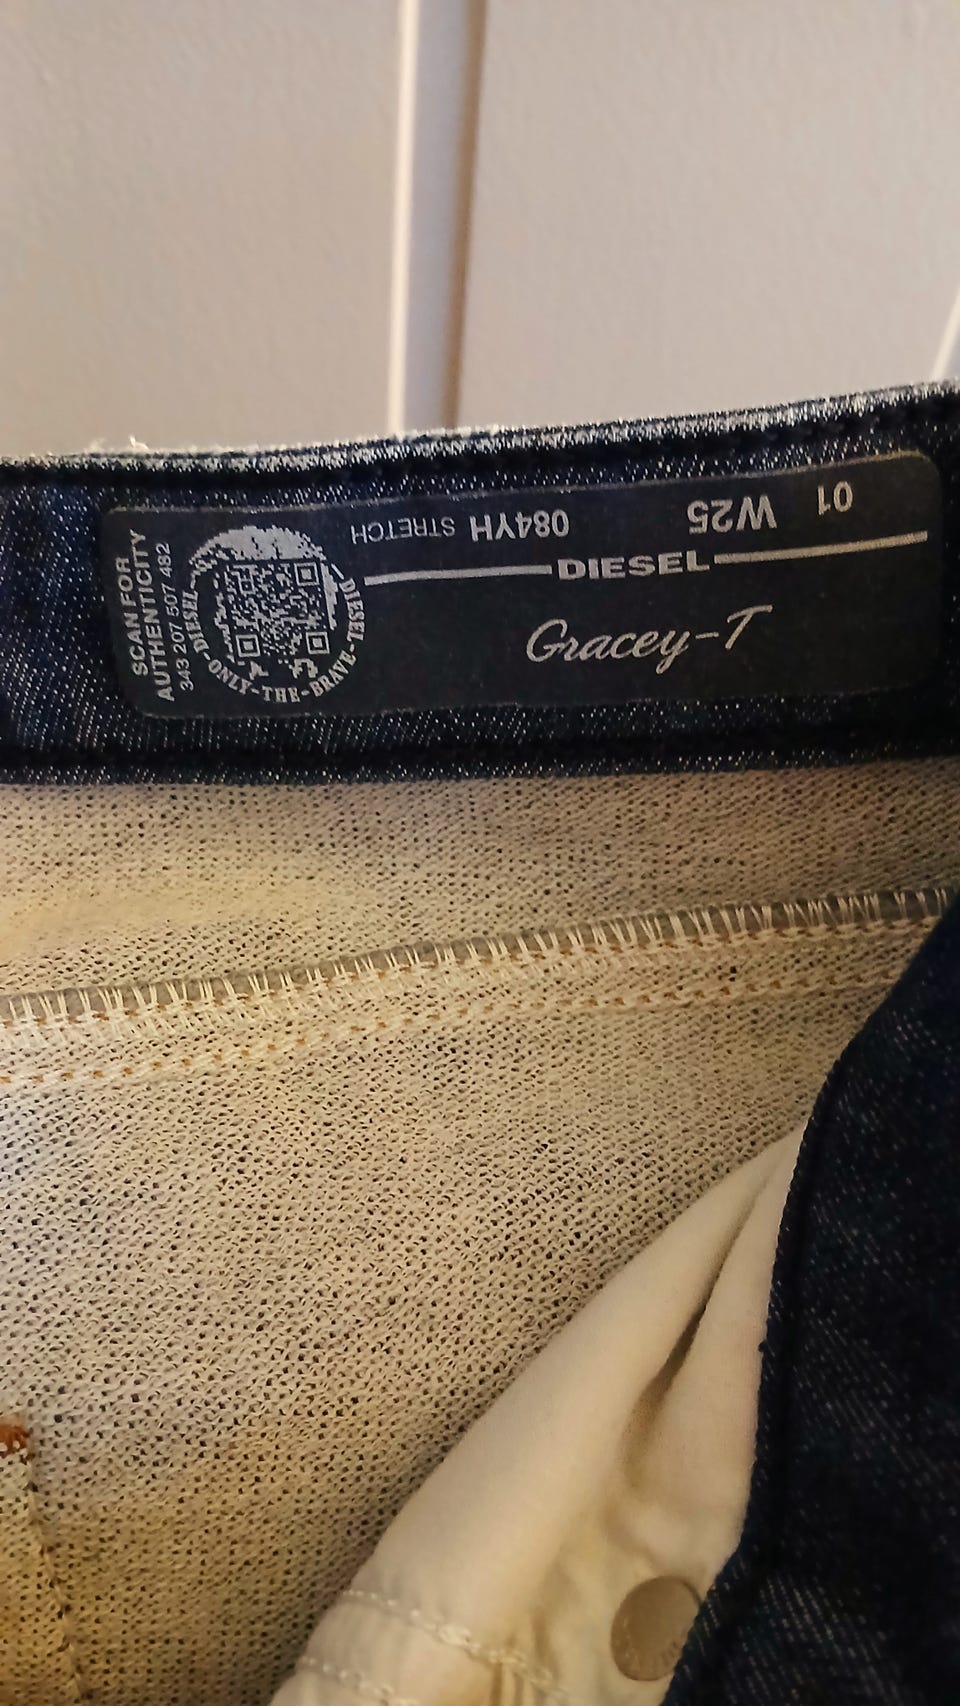 SCAN FOR
AUTHENTICITY
343 207 507 482
DIESEL-ONLY-THE-BRAVE-DIESEL
01 W25 084YH STRETCH
DIESEL
Gracey-T